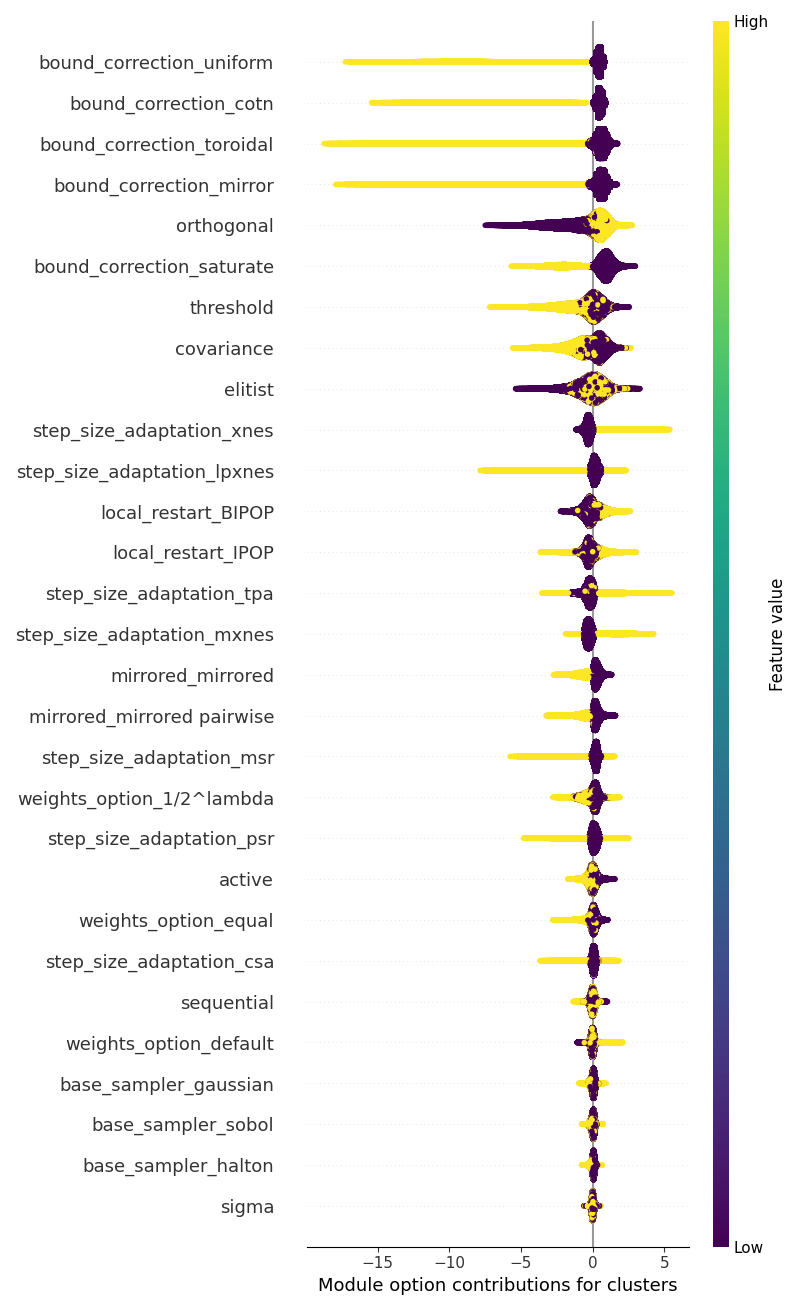 High
bound_correction_uniform
bound_correction_cotn
bound_correction_toroidal
bound_correction_mirror
orthogonal
bound_correction_saturate
threshold
covariance
elitist
step_size_adaptation_xnes
step_size_adaptation_lpxnes
local_restart_BIPOP
local_restart_IPOP
step_size_adaptation_tpa
step_size_adaptation_mxnes
mirrored_mirrored
mirrored_mirrored pairwise
step_size_adaptation_msr
weights_option_1/2^lambda
step_size_adaptation_psr
active
weights_option_equal
step_size_adaptation_csa
sequential
weights_option_default
base_sampler_gaussian
base_sampler_sobol
base_sampler_halton
sigma
Feature value
Low
−15 −10 −5 0 5
Module option contributions for clusters